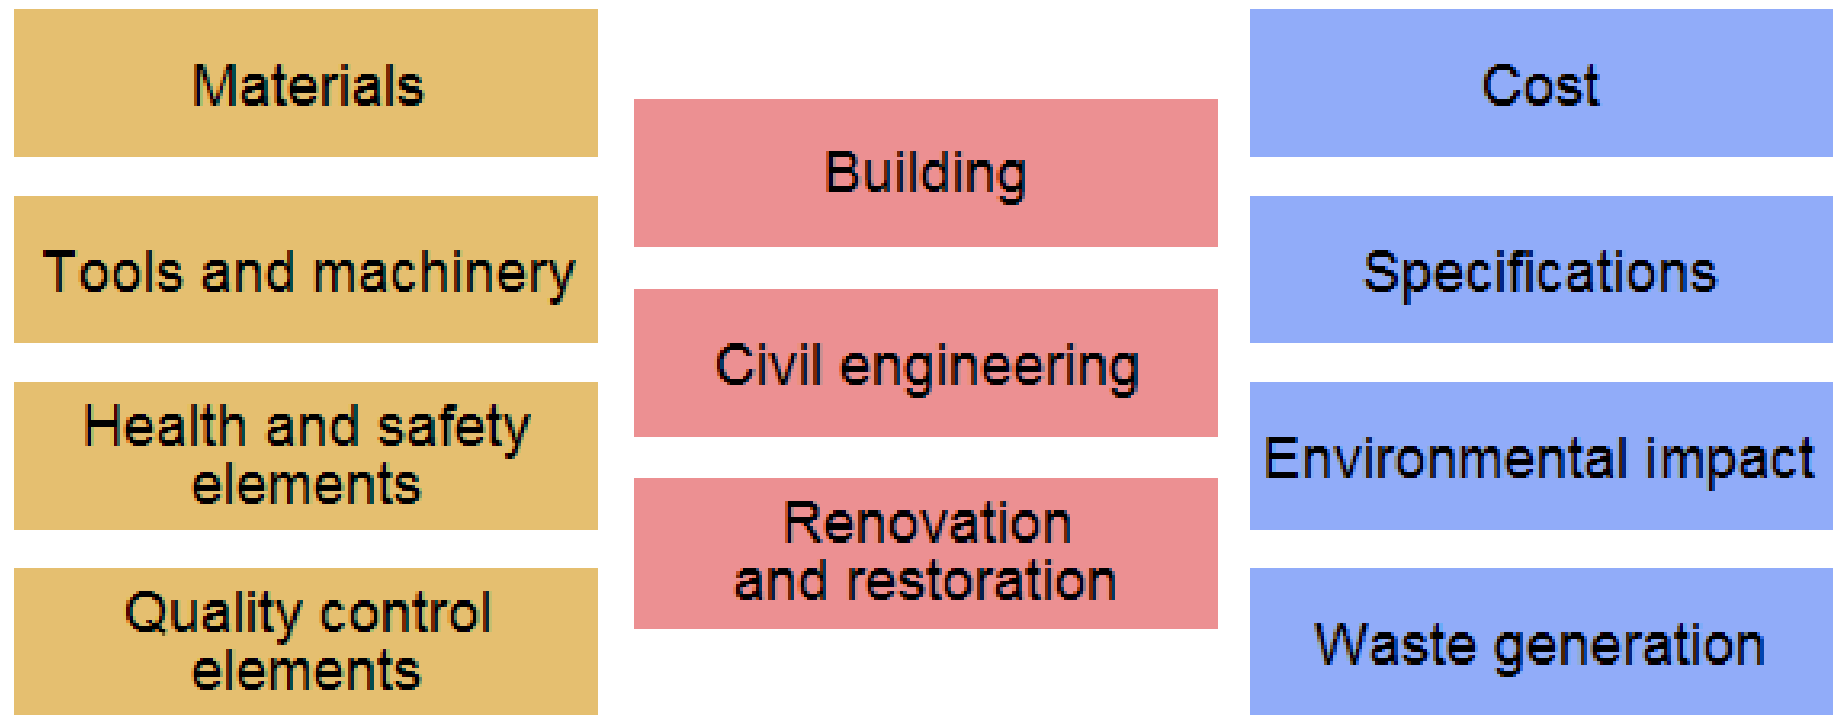 Materials
Tools and machinery
Health and safety
elements
Quality control
elements
Building
Civil engineering
Renovation
and restoration
Cost
Specifications
Environmental impact
Waste generation